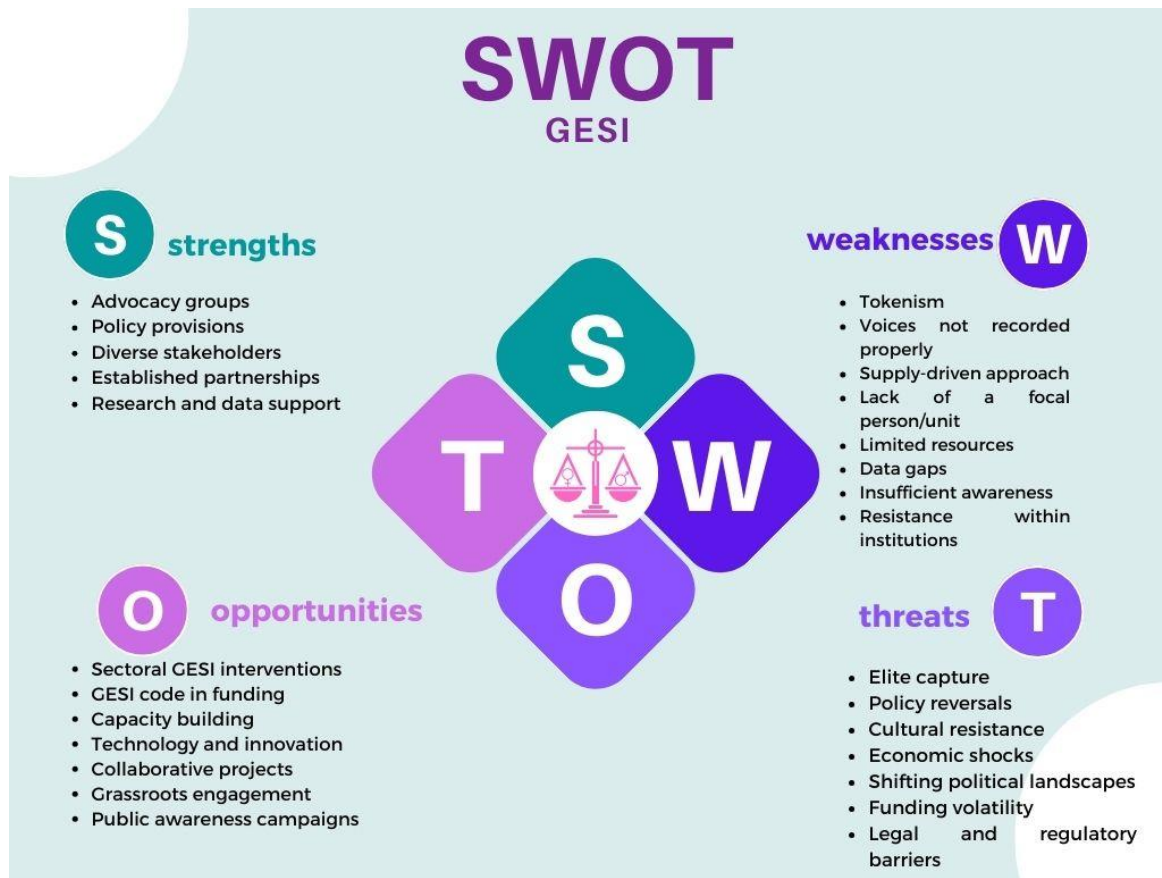 SWOT
GESI
S strengths
• Advocacy groups
• Policy provisions
• Diverse stakeholders
• Established partnerships
• Research and data support
weaknesses W
• Tokenism
• Voices not recorded
properly
• Supply-driven approach
• Lack of a focal
person/unit
• Limited resources
• Data gaps
• Insufficient awareness
• Resistance within
institutions
S
T
W
O
O opportunities
• Sectoral GESI interventions
• GESI code in funding
• Capacity building
• Technology and innovation
• Collaborative projects
• Grassroots engagement
• Public awareness campaigns
threats T
• Elite capture
• Policy reversals
• Cultural resistance
• Economic shocks
• Shifting political landscapes
• Funding volatility
• Legal and regulatory
barriers